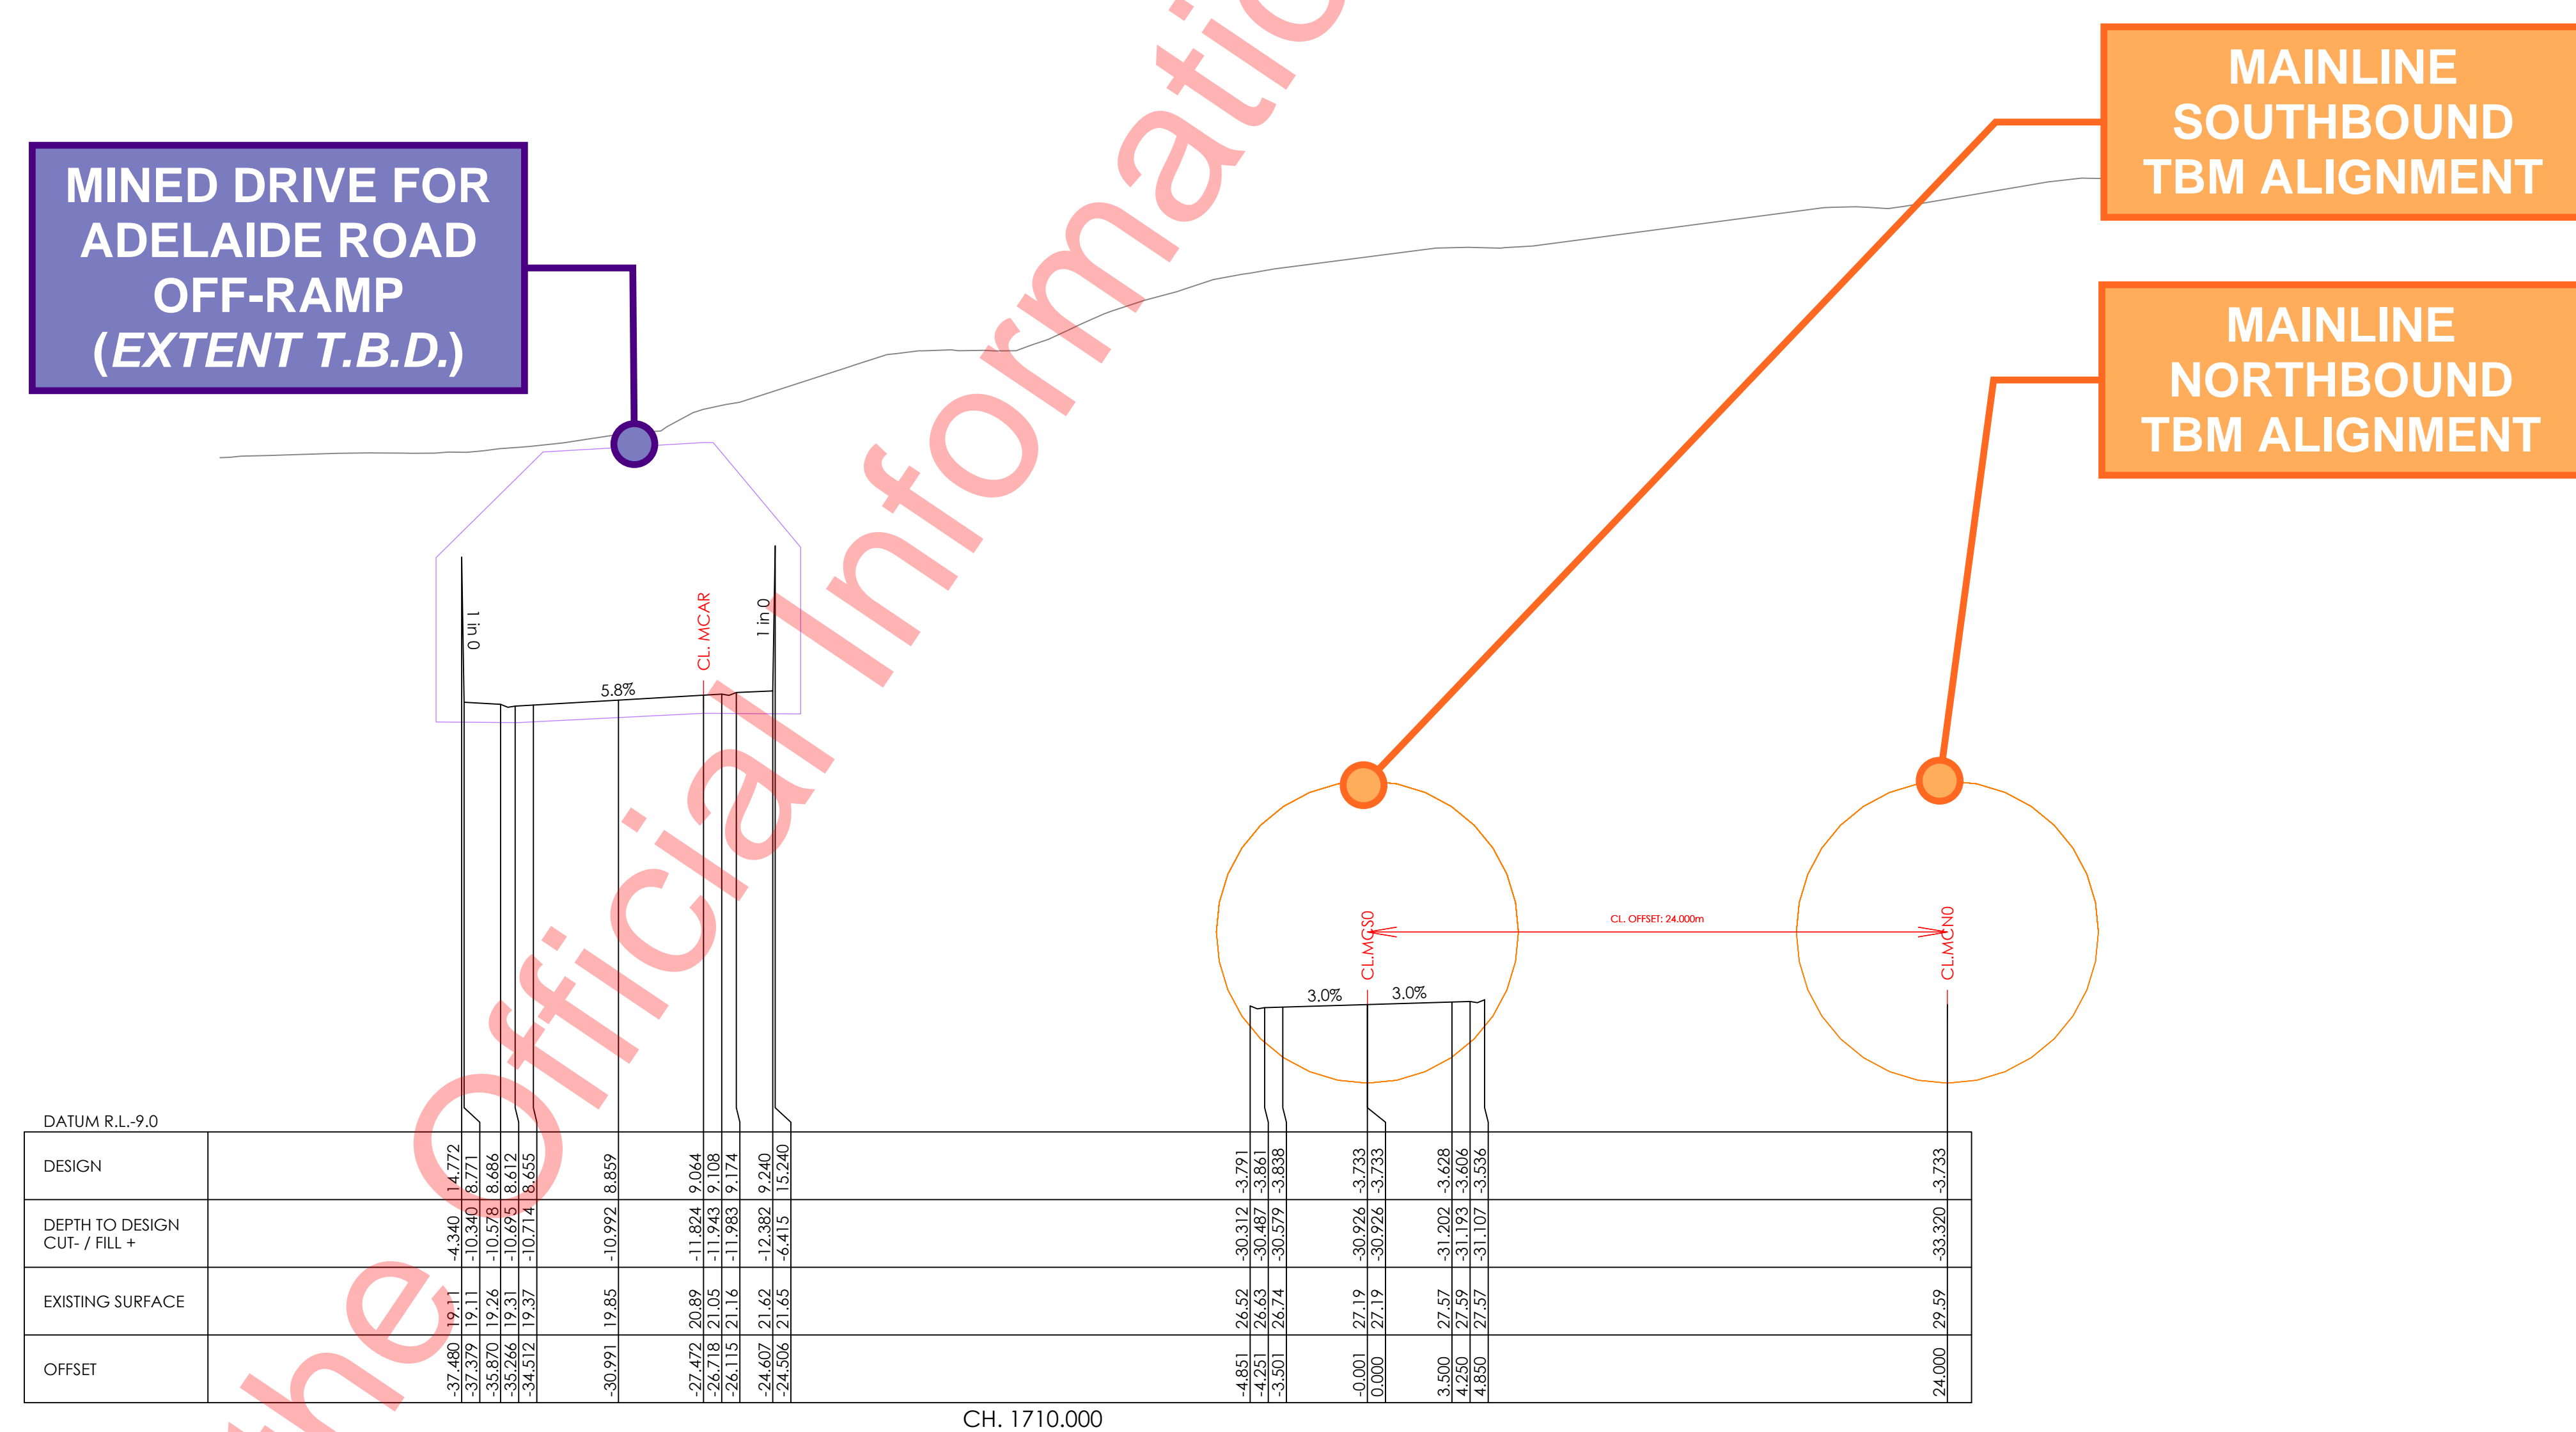 MINED DRIVE FOR
ADELAIDE ROAD
OFF-RAMP
(EXTENT T.B.D.)
MAINLINE
SOUTHBOUND
TBM ALIGNMENT
MAINLINE
NORTHBOUND
TBM ALIGNMENT
the Official Informatio
1 in 0
CL. MCAR
1 in 0
5.8%
CL.MCS0
CL. OFFSET: 24.000m
CL.MCN0
3.0% 3.0%
DATUM R.L.-9.0
DESIGN 14.772 8.771 8.686 8.612 8.655 8.859 9.064 9.108 9.174 9.240 15.240 -3.791 -3.861 -3.838 -3.733 -3.733 -3.628 -3.606 -3.536 -3.733
DEPTH TO DESIGN
CUT- / FILL + -4.340 -10.340 -10.578 -10.695 -10.714 -10.992 -11.824 -11.943 -11.983 -12.382 -6.415 -30.312 -30.487 -30.579 -30.926 -30.926 -31.202 -31.193 -31.107 -33.320
EXISTING SURFACE 19.11 19.11 19.26 19.31 19.37 19.85 20.89 21.05 21.16 21.62 21.65 26.52 26.63 26.74 27.19 27.19 27.57 27.59 27.57 29.59
OFFSET -37.480 -37.379 -35.870 -35.266 -34.512 -30.991 -27.472 -26.718 -26.115 -24.607 -24.506 -4.851 -4.251 -3.501 -0.001 0.000 3.500 4.250 4.850 24.000
CH. 1710.000